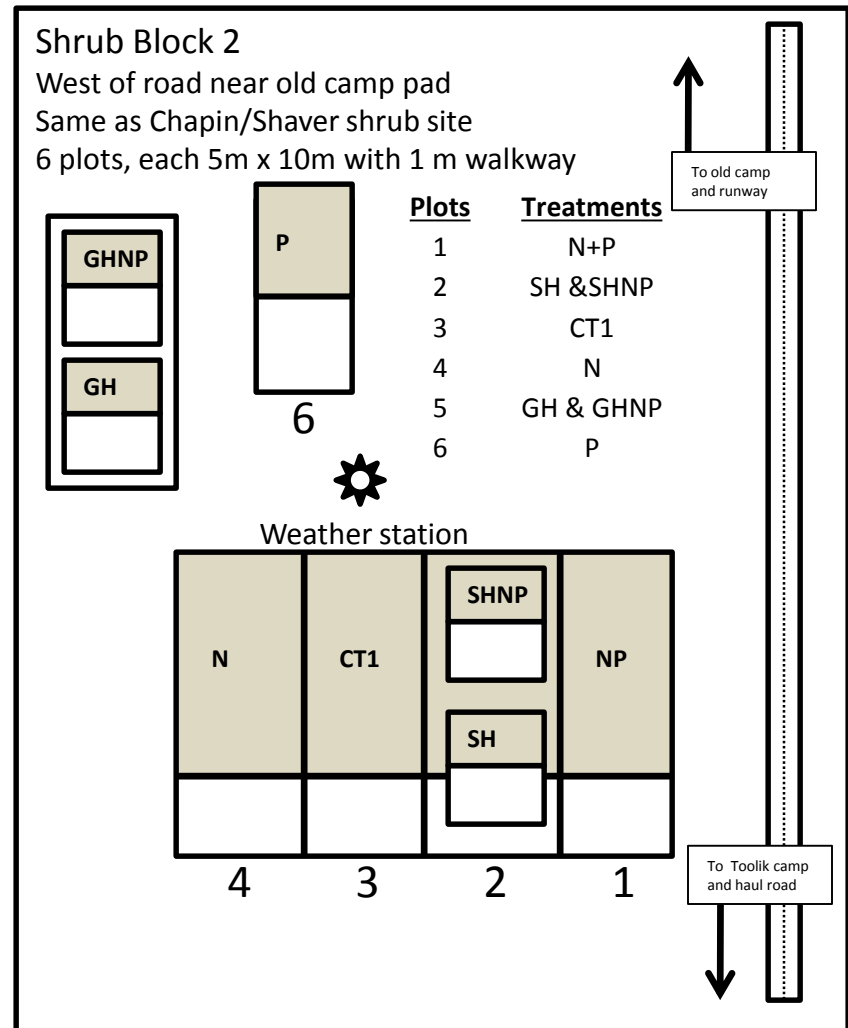 Shrub Block 2
West of road near old camp pad
Same as Chapin/Shaver shrub site
6 plots, each 5m x 10m with 1 m walkway
To old camp
and runway
Plots Treatments
1 N+P
2 SH &SHNP
3 CT1
4 N
5 GH & GHNP
6 P
GHNP
GH
P
6
Weather station
N
CT1
SHNP
SH
NP
4 3 2 1
To Toolik camp
and haul road